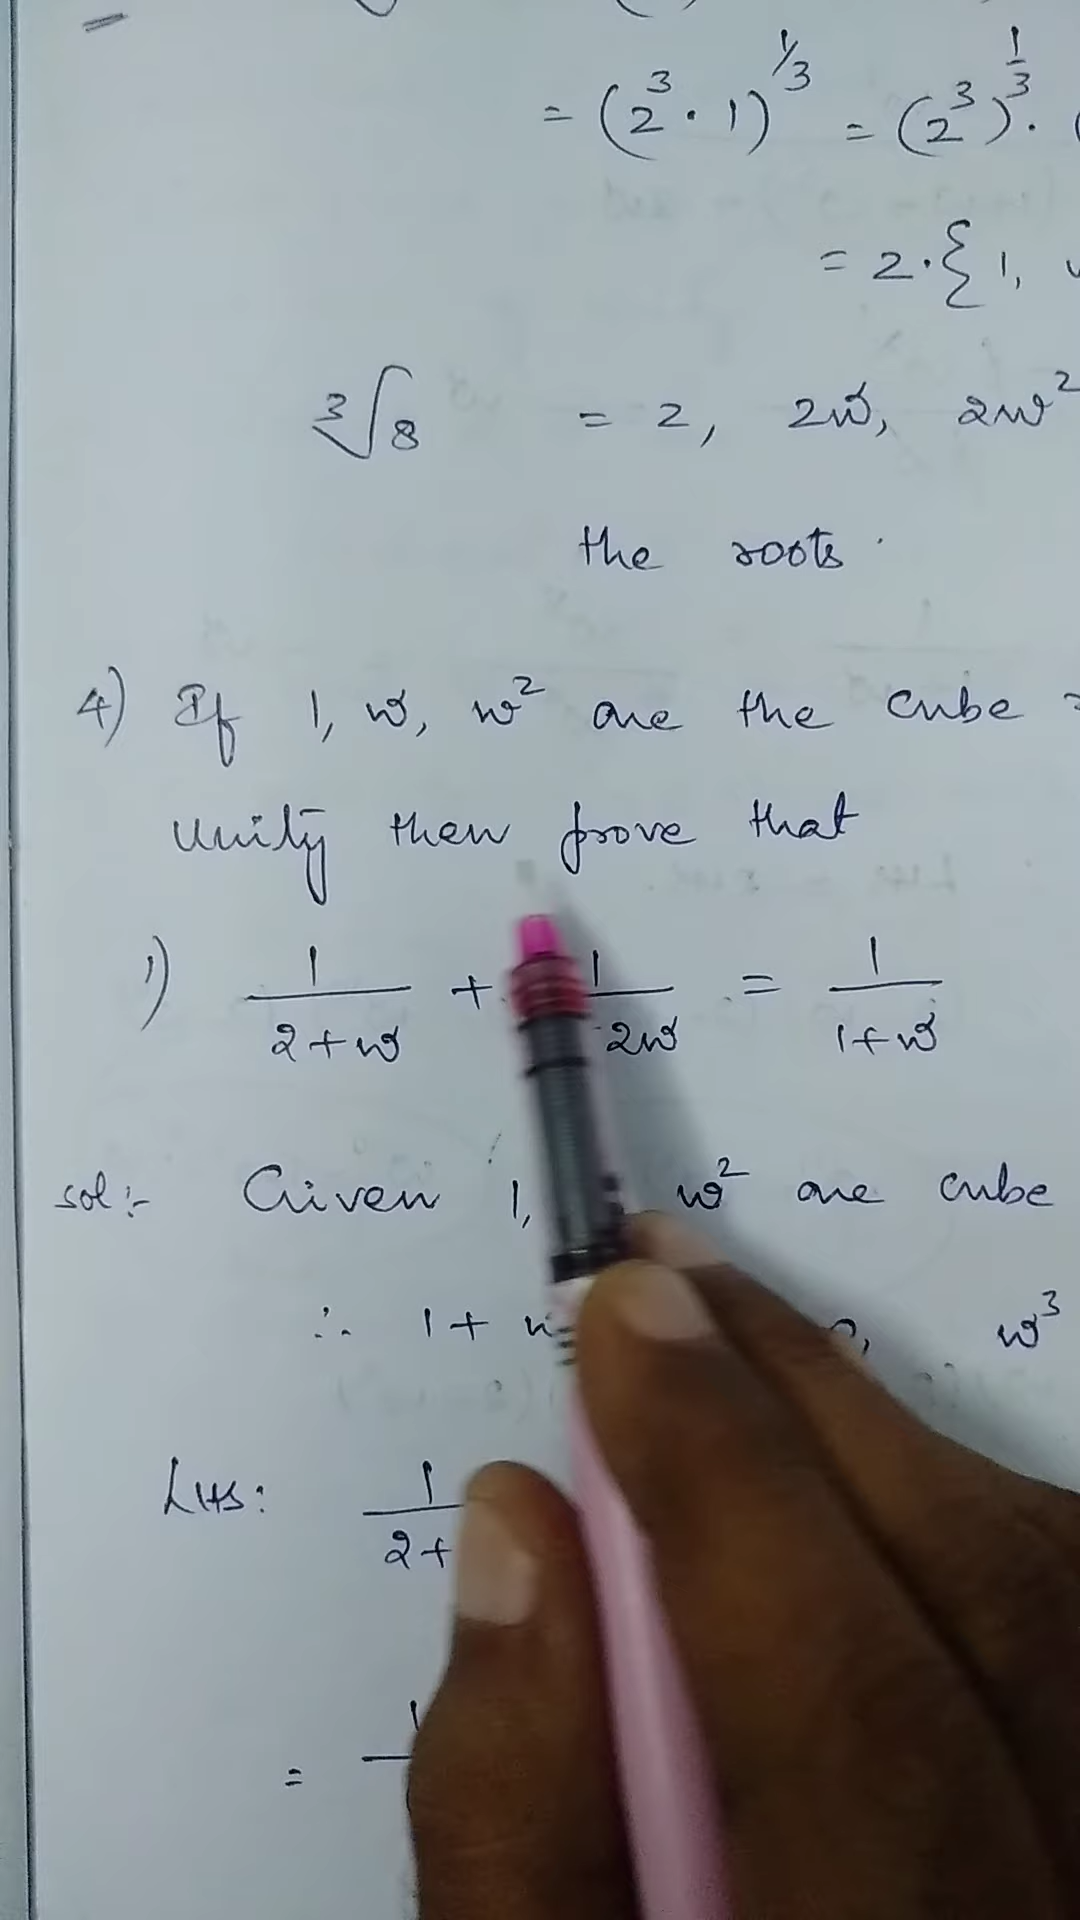 = (2³ · 1)^1/3 = (2³)^1/3 ·
= 2·{ 1,
³√8 = 2, 2ω, 2ω²
the roots.
4) If 1, ω, ω² are the cube
unity then prove that
1) 1/(2+ω) + 1/ 2ω = 1/(1+ω)
sol:- Given 1, ω² are cube
∴ 1 + ω³
LHS: 1/2+
=